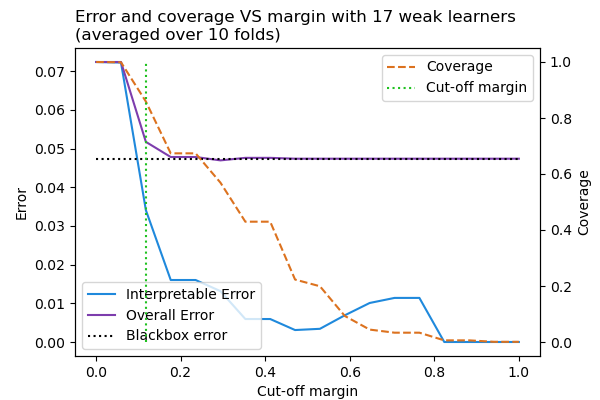 Error and coverage VS margin with 17 weak learners
(averaged over 10 folds)
Error
0.07
0.06
0.05
0.04
0.03
0.02
0.01
0.00
Coverage
Cut-off margin
Interpretable Error
Overall Error
Blackbox error
1.0
0.8
0.6
0.4
0.2
0.0
Coverage
0.0 0.2 0.4 0.6 0.8 1.0
Cut-off margin